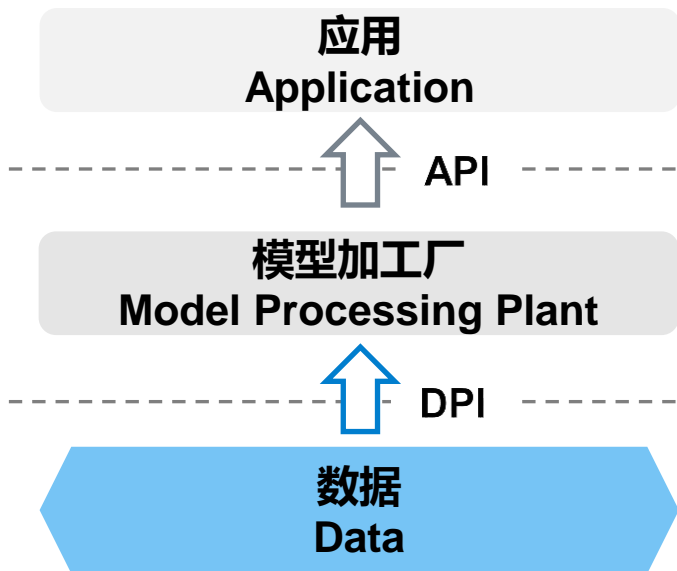 应用
Application
API
模型加工厂
Model Processing Plant
DPI
数据
Data